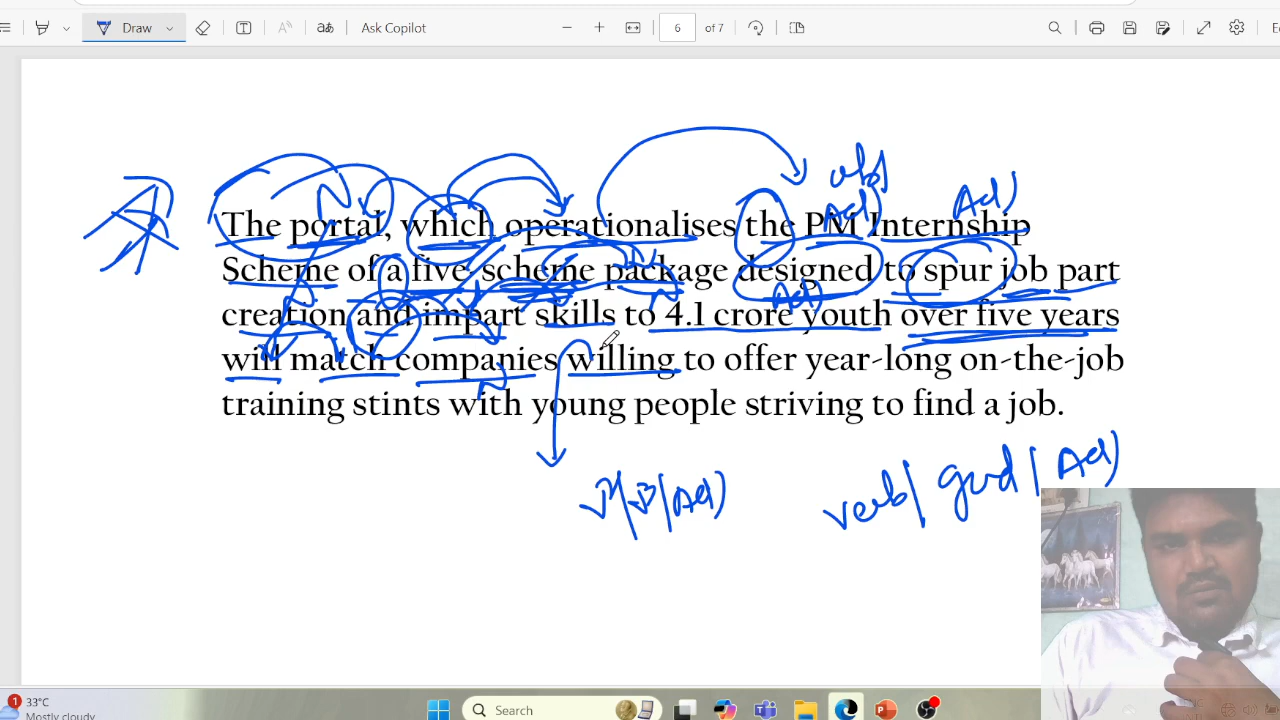 Draw
Ask Copilot
6 of 7
Adj
N Adj
The portal, which operationalises the PM Internship
Scheme of a five scheme package designed to spur job part
creation and impart skills to 4.1 crore youth over five years
will match companies willing to offer year-long on-the-job
training stints with young people striving to find a job.
N
Adj
verb/ gerd / Adj
1
33°C
Mostly cloudy
Search